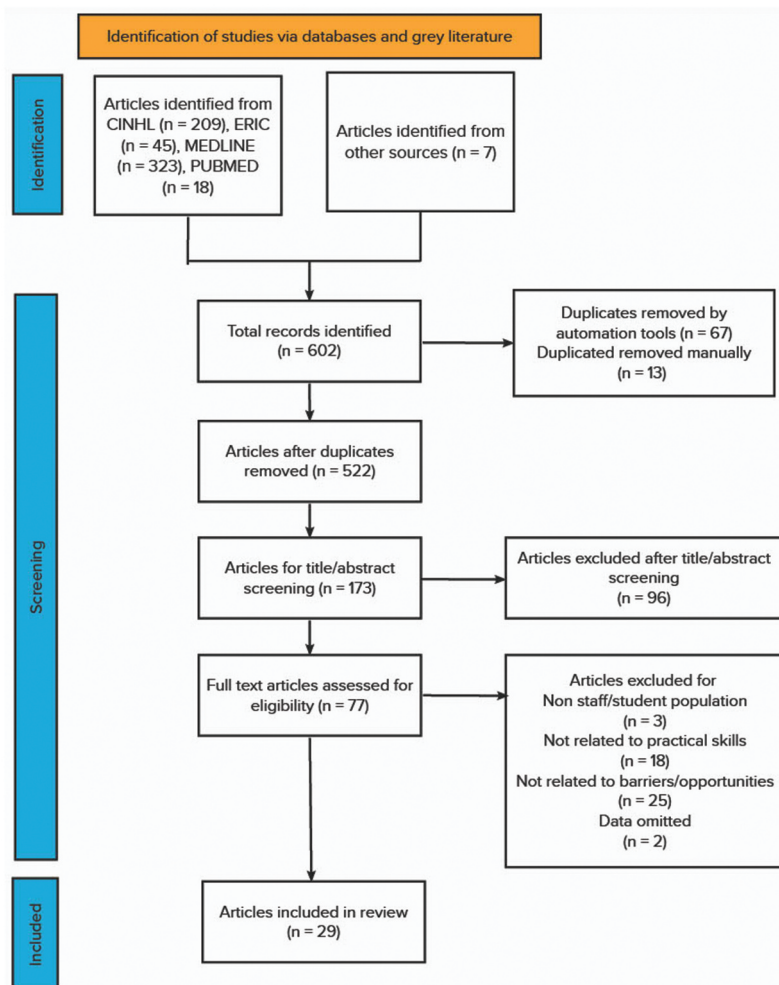 Identification of studies via databases and grey literature
Identification
Articles identified from
CINHL (n = 209), ERIC
(n = 45), MEDLINE
(n = 323), PUBMED
(n = 18)
Articles identified from
other sources (n = 7)
Screening
Total records identified
(n = 602)
Duplicates removed by
automation tools (n = 67)
Duplicated removed manually
(n = 13)
Articles after duplicates
removed (n = 522)
Articles for title/abstract
screening (n = 173)
Articles excluded after title/abstract
screening
(n = 96)
Full text articles assessed for
eligibility (n = 77)
Articles excluded for
Non staff/student population
(n = 3)
Not related to practical skills
(n = 18)
Not related to barriers/opportunities
(n = 25)
Data omitted
(n = 2)
Included
Articles included in review
(n = 29)